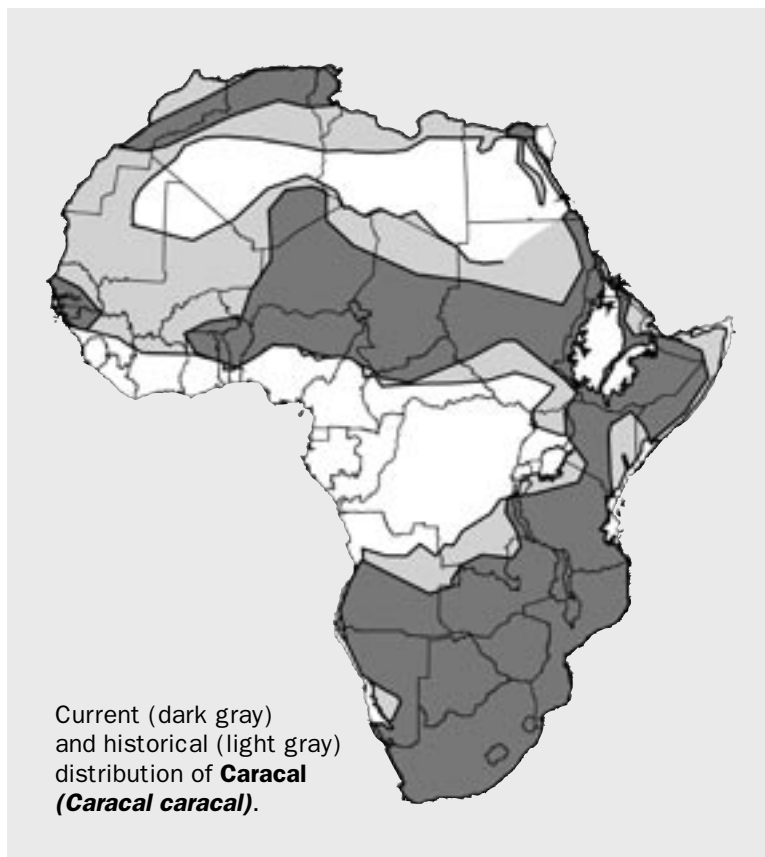 Current (dark gray)
and historical (light gray)
distribution of Caracal
(Caracal caracal).